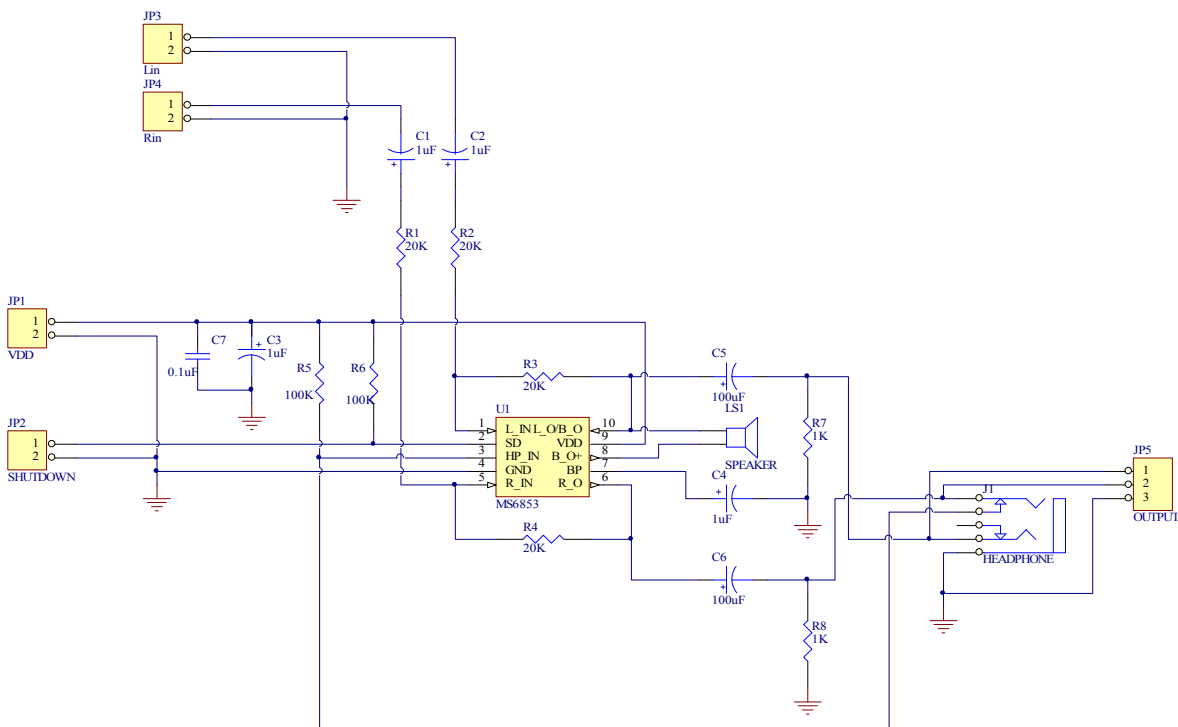 JP3
1
2
Lin
JP4
1
2
Rin
C1
1uF
+
C2
1uF
+
R1
20K
R2
20K
JP1
1
2
VDD
C7
0.1uF
C3
+
1uF
R5
100K
R6
100K
R3
20K
C5
+
100uF
LS1
SPEAKER
R7
1K
JP2
1
2
SHUTDOWN
U1
1 L_IN L_O/B_O 10
2 SD VDD 9
3 HP_IN B_O+ 8
4 GND BP 7
5 R_IN R_O 6
MS6853
C4
+
1uF
R4
20K
C6
+
100uF
R8
1K
J1
HEADPHONE
JP5
1
2
3
OUTPUT